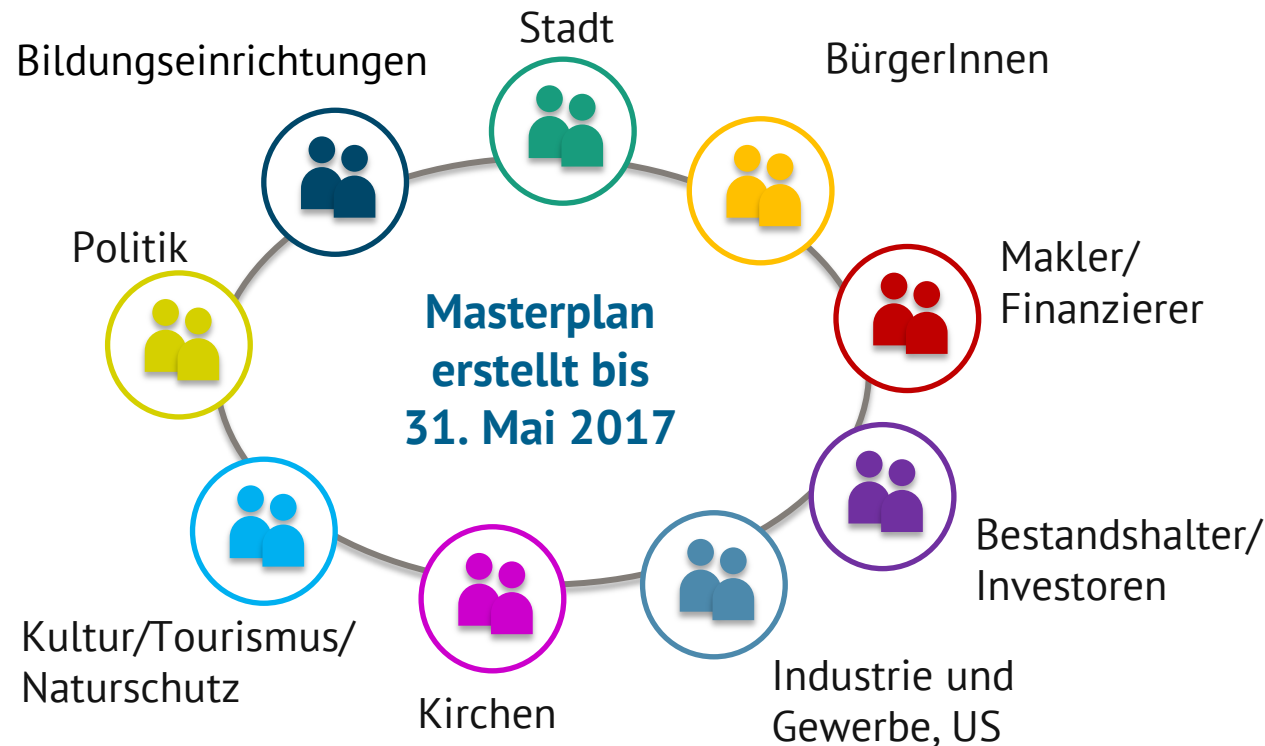 Stadt
Bildungseinrichtungen
BürgerInnen
Politik
Makler/
Finanzierer
Masterplan
erstellt bis
31. Mai 2017
Bestandshalter/
Investoren
Kultur/Tourismus/
Naturschutz
Industrie und
Gewerbe, US
Kirchen